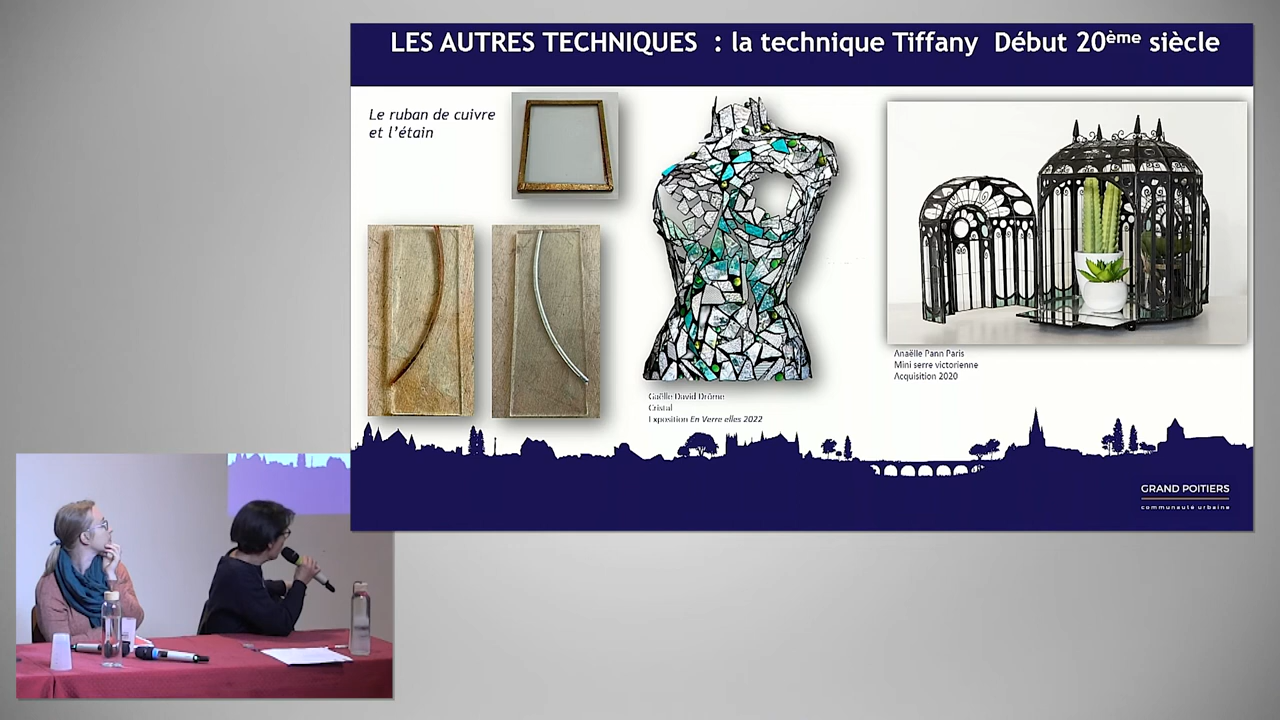 LES AUTRES TECHNIQUES : la technique Tiffany Début 20ème siècle
Le ruban de cuivre
et l'étain
Gaëlle David Drôme
Cristal
Exposition En Verre elles 2022
Anaëlle Pann Paris
Mini serre victorienne
Acquisition 2020
GRAND POITIERS
communauté urbaine